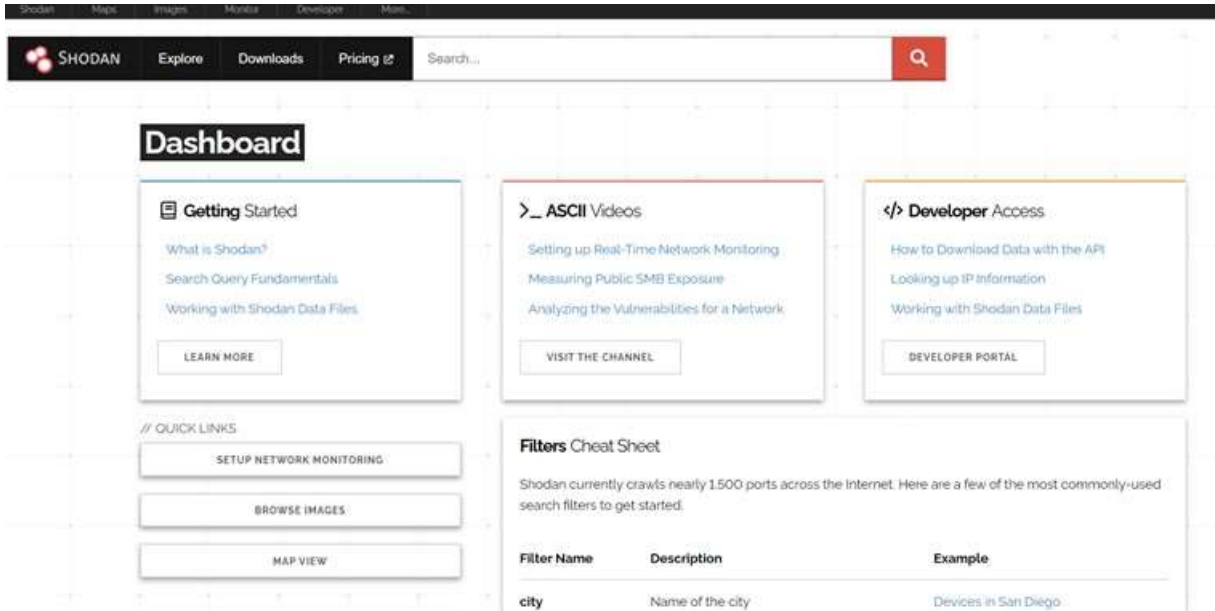 Shodan Maps Images Monitor Developer More...
SHODAN Explore Downloads Pricing Search...
Dashboard
Getting Started
What is Shodan?
Search Query Fundamentals
Working with Shodan Data Files
LEARN MORE
>_ ASCII Videos
Setting up Real-Time Network Monitoring
Measuring Public SMB Exposure
Analyzing the Vulnerabilities for a Network
VISIT THE CHANNEL
</> Developer Access
How to Download Data with the API
Looking up IP Information
Working with Shodan Data Files
DEVELOPER PORTAL
// QUICK LINKS
SETUP NETWORK MONITORING
BROWSE IMAGES
MAP VIEW
Filters Cheat Sheet
Shodan currently crawls nearly 1,500 ports across the Internet. Here are a few of the most commonly-used
search filters to get started.
Filter Name Description Example
city Name of the city Devices in San Diego